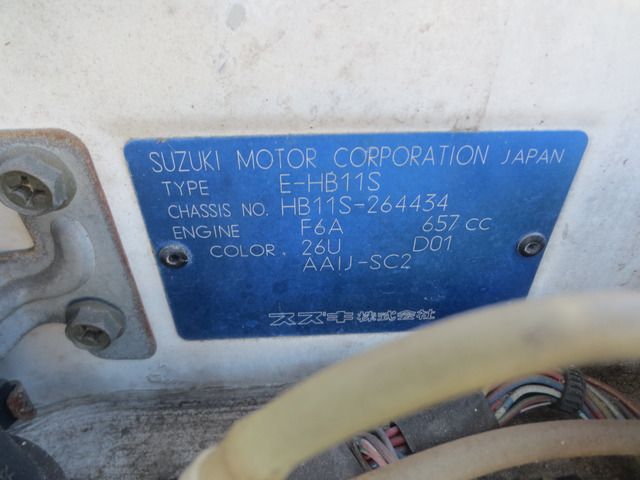 SUZUKI MOTOR CORPORATION JAPAN
TYPE E-HB11S
CHASSIS NO. HB11S-264434
ENGINE F6A 657 cc
COLOR. 26U D01
AAIJ-SC2
スズキ株式会社